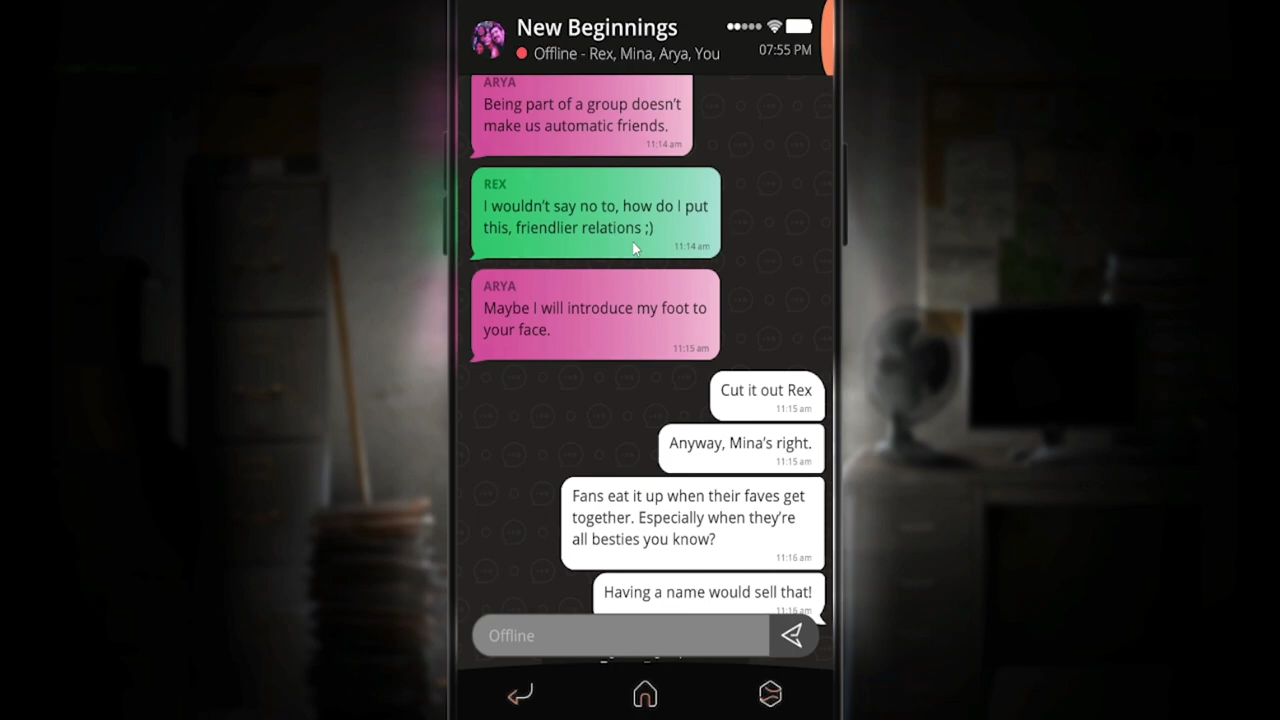 New Beginnings
Offline - Rex, Mina, Arya, You
07:55 PM
ARYA
Being part of a group doesn't
make us automatic friends.
11:14 am
REX
I wouldn't say no to, how do I put
this, friendlier relations ;)
11:14 am
ARYA
Maybe I will introduce my foot to
your face.
11:15 am
Cut it out Rex
11:15 am
Anyway, Mina's right.
11:15 am
Fans eat it up when their faves get
together. Especially when they're
all besties you know?
11:16 am
Having a name would sell that!
11:16 am
Offline